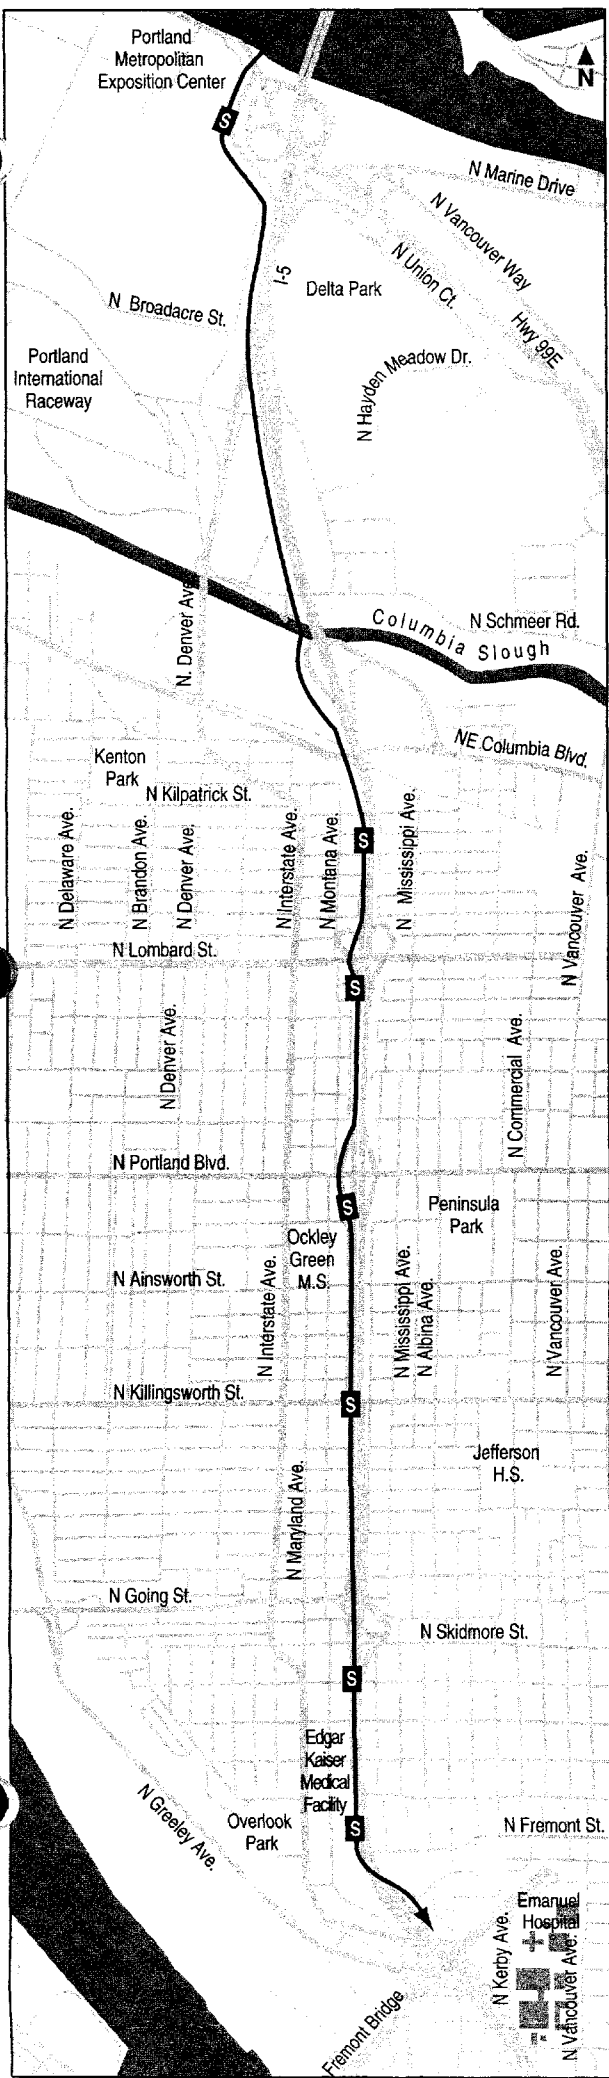 Portland
Metropolitan
Exposition Center
N
S
N Marine Drive
N Vancouver Way
N Union Ct.
I-5
Delta Park
Hwy 99E
N Broadacre St.
Portland
International
Raceway
N Hayden Meadow Dr.
N. Denver Ave
Columbia Slough
N Schmeer Rd.
NE Columbia Blvd.
Kenton
Park
N Kilpatrick St.
S
N Delaware Ave.
N Brandon Ave.
N Denver Ave.
N Interstate Ave.
N Montana Ave.
N Mississippi Ave.
N Vancouver Ave.
N Lombard St.
S
N Denver Ave.
N Commercial Ave.
N Portland Blvd.
S
Peninsula
Park
Ockley
Green
M.S.
N Ainsworth St.
N Interstate Ave.
N Mississippi Ave.
N Albina Ave.
N Vancouver Ave.
N Killingsworth St.
S
Jefferson
H.S.
N Maryland Ave.
N Going St.
N Skidmore St.
S
Edgar
Kaiser
Medical
Facility
N Greeley Ave.
Overlook
Park
S
N Fremont St.
Emanuel
Hospital
N Kerby Ave.
N Vancouver Ave.
Fremont Bridge